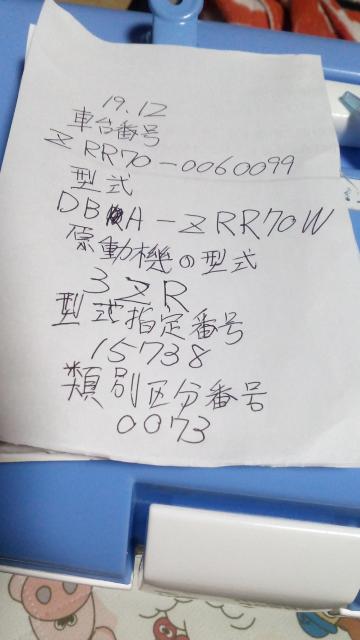 19.12
車台番号
ZRR70-0060099
型式
DBA-ZRR70W
原動機の型式
3ZR
型式指定番号
15738
類別区分番号
0073